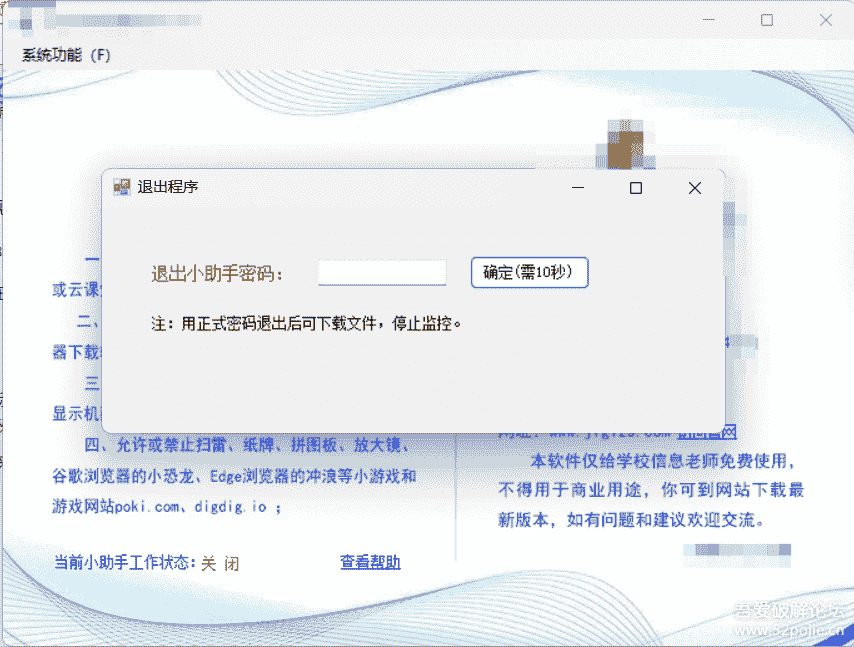 系统功能 (F)
退出程序
退出小助手密码：
确定(需10秒)
注：用正式密码退出后可下载文件，停止监控。
一
或云课
二、
器下载
三
显示机
四、允许或禁止扫雷、纸牌、拼图板、放大镜、
谷歌浏览器的小恐龙、Edge浏览器的冲浪等小游戏和
游戏网站poki.com、digdig.io ；
当前小助手工作状态：关 闭
查看帮助
访问官网
本软件仅给学校信息老师免费使用，
不得用于商业用途，你可到网站下载最
新版本，如有问题和建议欢迎交流。
吾爱破解论坛
www.52pojie.cn